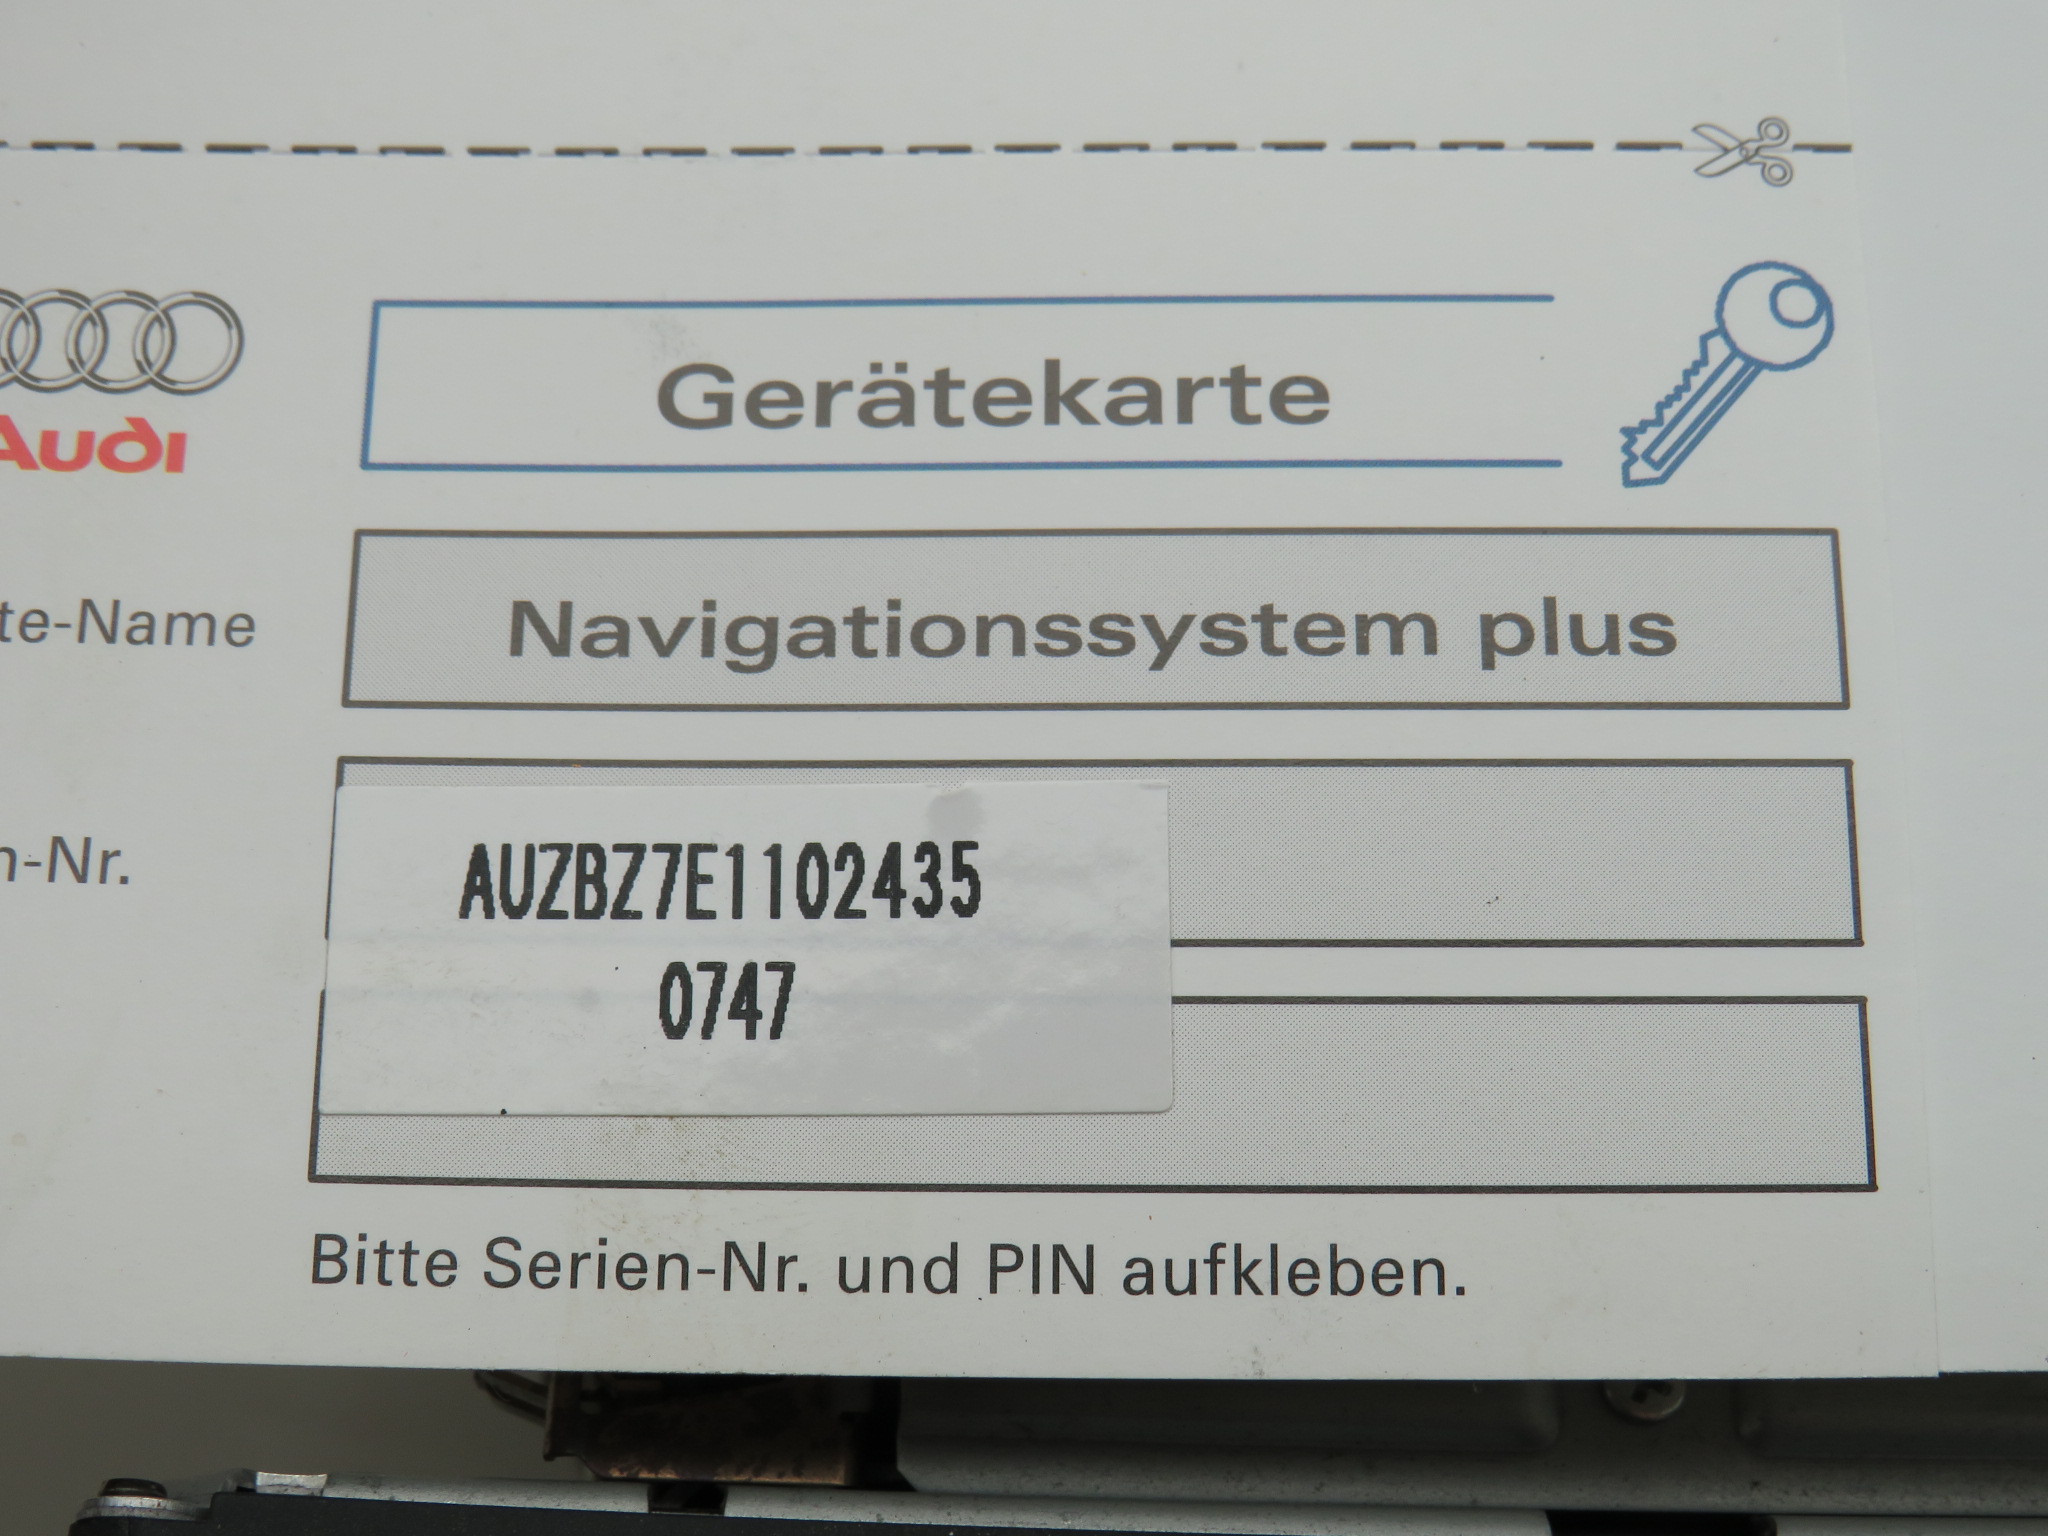 Gerätekarte
Audi
Navigationssystem plus
te-Name
AUZBZ7E1102435
n-Nr.
0747
Bitte Serien-Nr. und PIN aufkleben.